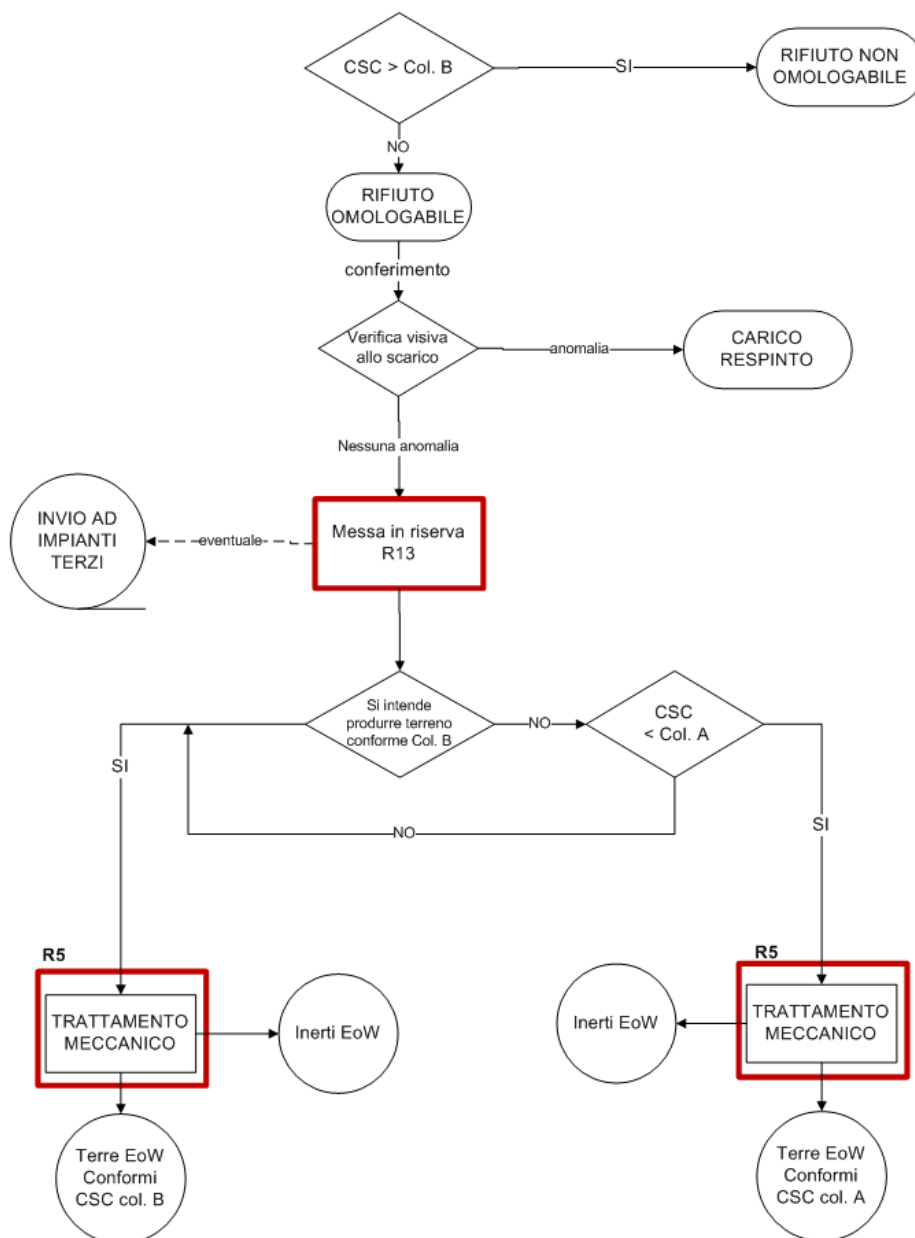 CSC > Col. B
SI
RIFIUTO NON
OMOLOGABILE
NO
RIFIUTO
OMOLOGABILE
conferimento
Verifica visiva
allo scarico
anomalia
CARICO
RESPINTO
Nessuna anomalia
INVIO AD
IMPIANTI
TERZI
eventuale
Messa in riserva
R13
Si intende
produrre terreno
conforme Col. B
NO
CSC
< Col. A
SI
NO
SI
R5
R5
TRATTAMENTO
MECCANICO
Inerti EoW
Inerti EoW
TRATTAMENTO
MECCANICO
Terre EoW
Conformi
CSC col. B
Terre EoW
Conformi
CSC col. A